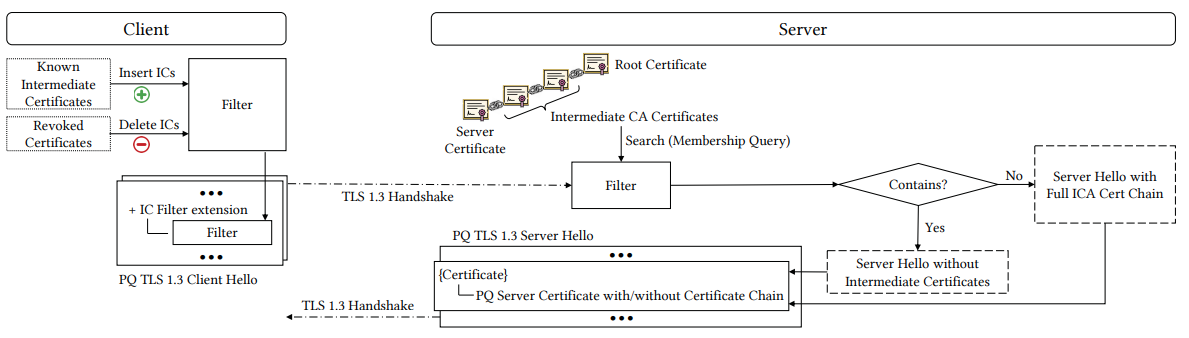 Client
Server
Known
Intermediate
Certificates
Insert ICs
Revoked
Certificates
Delete ICs
Filter
Root Certificate
Intermediate CA Certificates
Server
Certificate
Search (Membership Query)
Filter
Contains?
No
Server Hello with
Full ICA Cert Chain
Yes
Server Hello without
Intermediate Certificates
TLS 1.3 Handshake
+ IC Filter extension
Filter
PQ TLS 1.3 Client Hello
PQ TLS 1.3 Server Hello
{Certificate}
PQ Server Certificate with/without Certificate Chain
TLS 1.3 Handshake